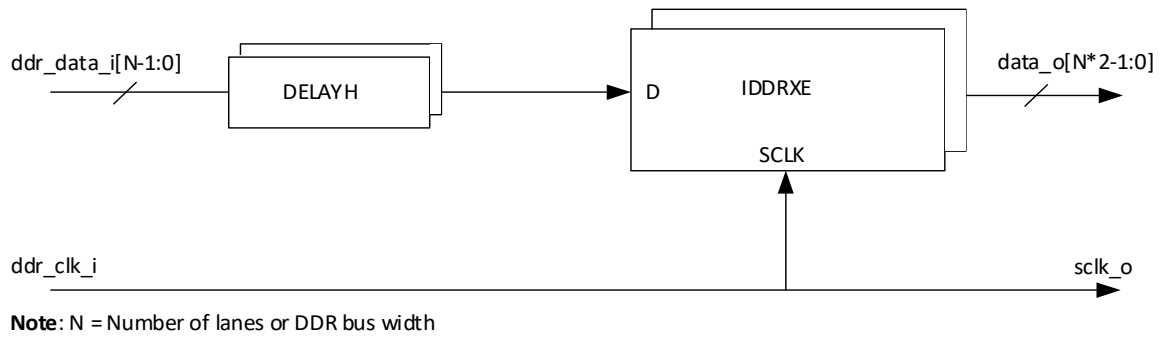 ddr_data_i[N-1:0]
DELAYH
D
IDDRXE
SCLK
data_o[N*2-1:0]
ddr_clk_i
sclk_o
Note: N = Number of lanes or DDR bus width